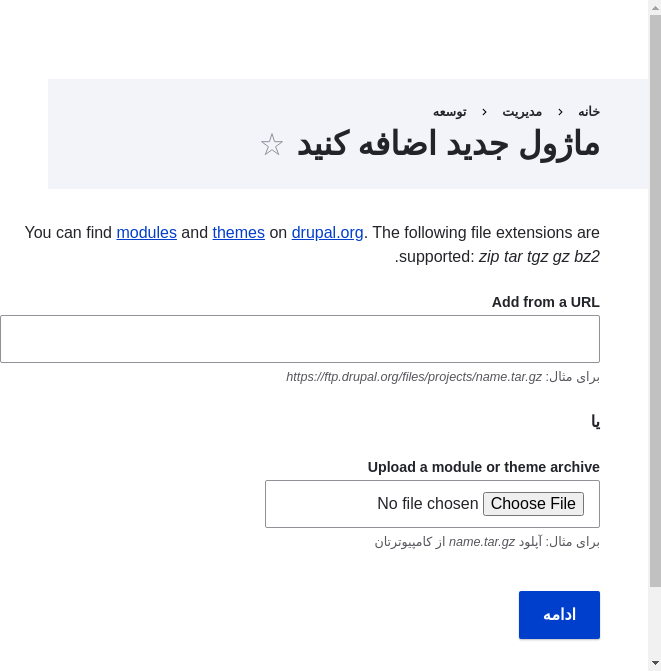 خانه › مدیریت › توسعه
ماژول جدید اضافه کنید ☆
You can find modules and themes on drupal.org. The following file extensions are
supported: zip tar tgz gz bz2.
Add from a URL
برای مثال: https://ftp.drupal.org/files/projects/name.tar.gz
یا
Upload a module or theme archive
Choose File No file chosen
برای مثال: آپلود name.tar.gz از کامپیوترتان
ادامه